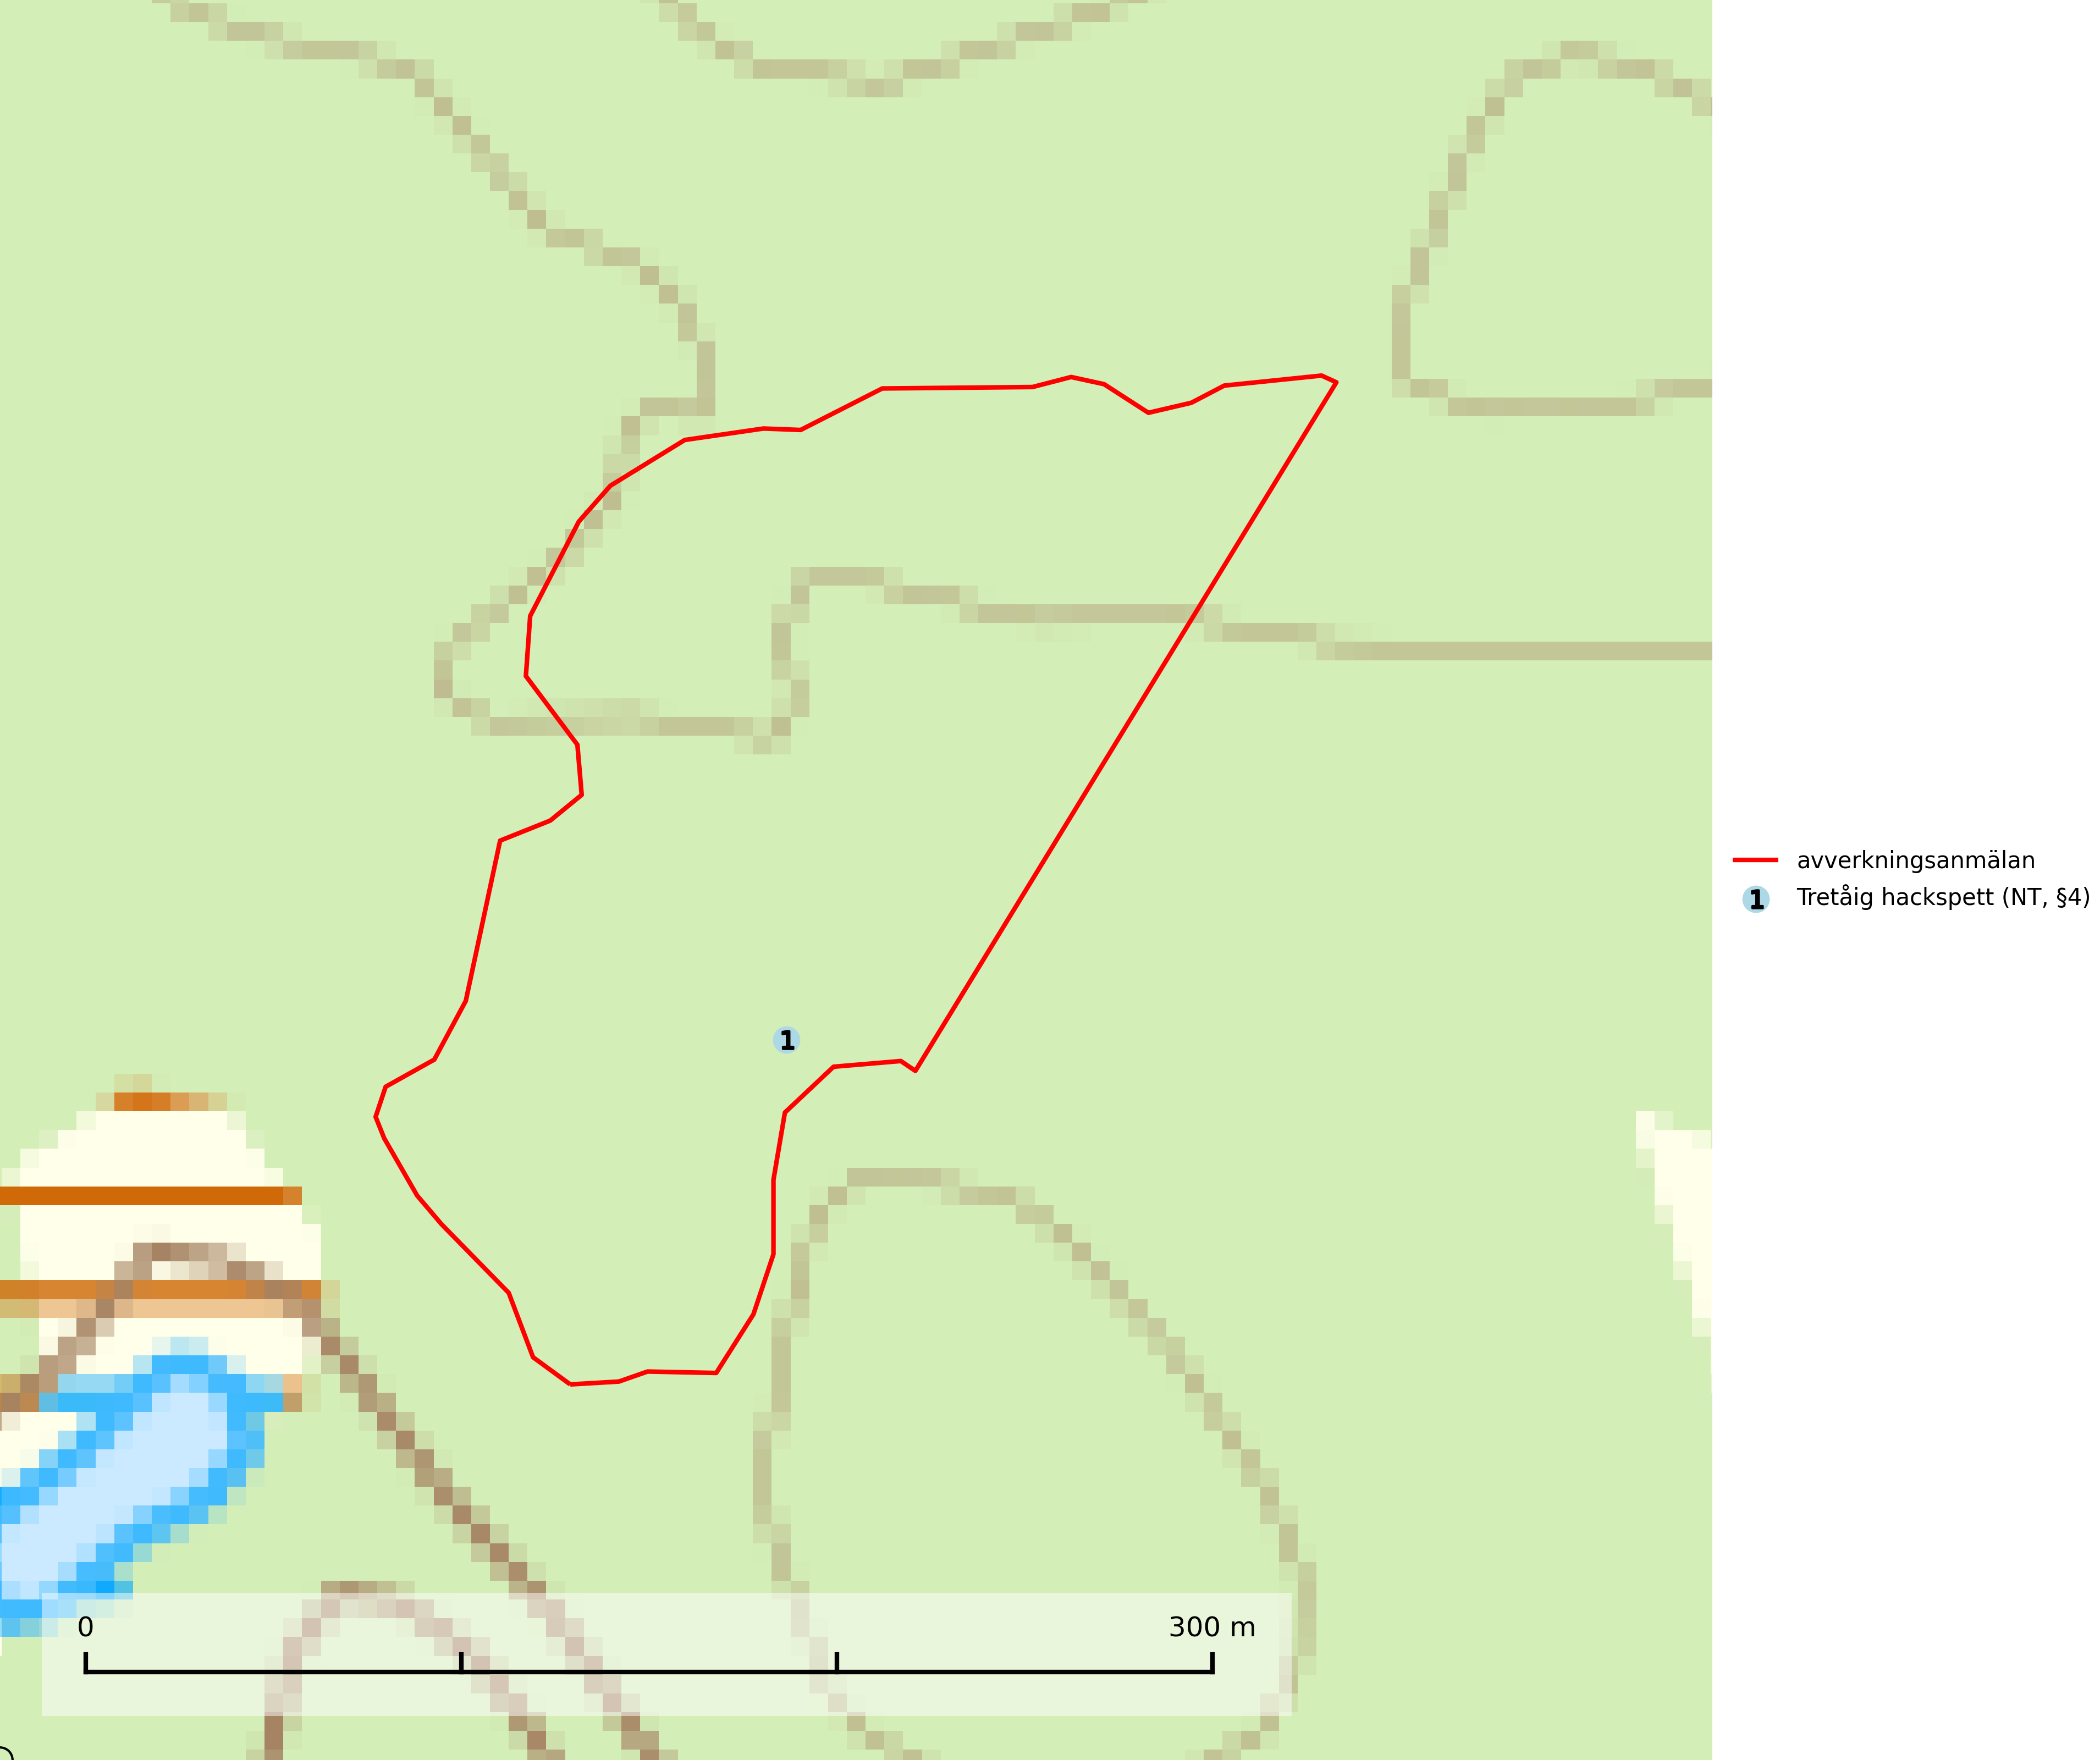 avverkningsanmälan
1 Tretåig hackspett (NT, §4)
1
0 300 m